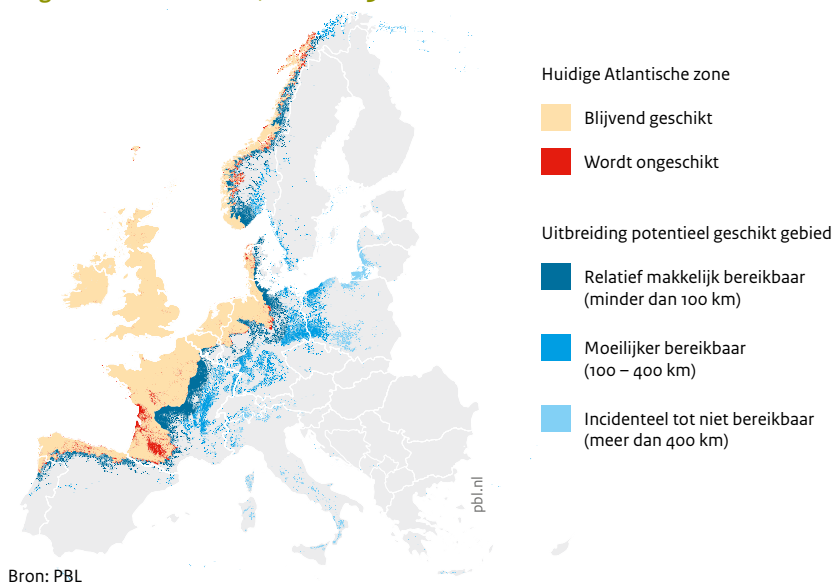 Huidige Atlantische zone
Blijvend geschikt
Wordt ongeschikt
Uitbreiding potentieel geschikt gebied
Relatief makkelijk bereikbaar
(minder dan 100 km)
Moeilijker bereikbaar
(100 – 400 km)
Incidenteel tot niet bereikbaar
(meer dan 400 km)
pbl.nl
Bron: PBL